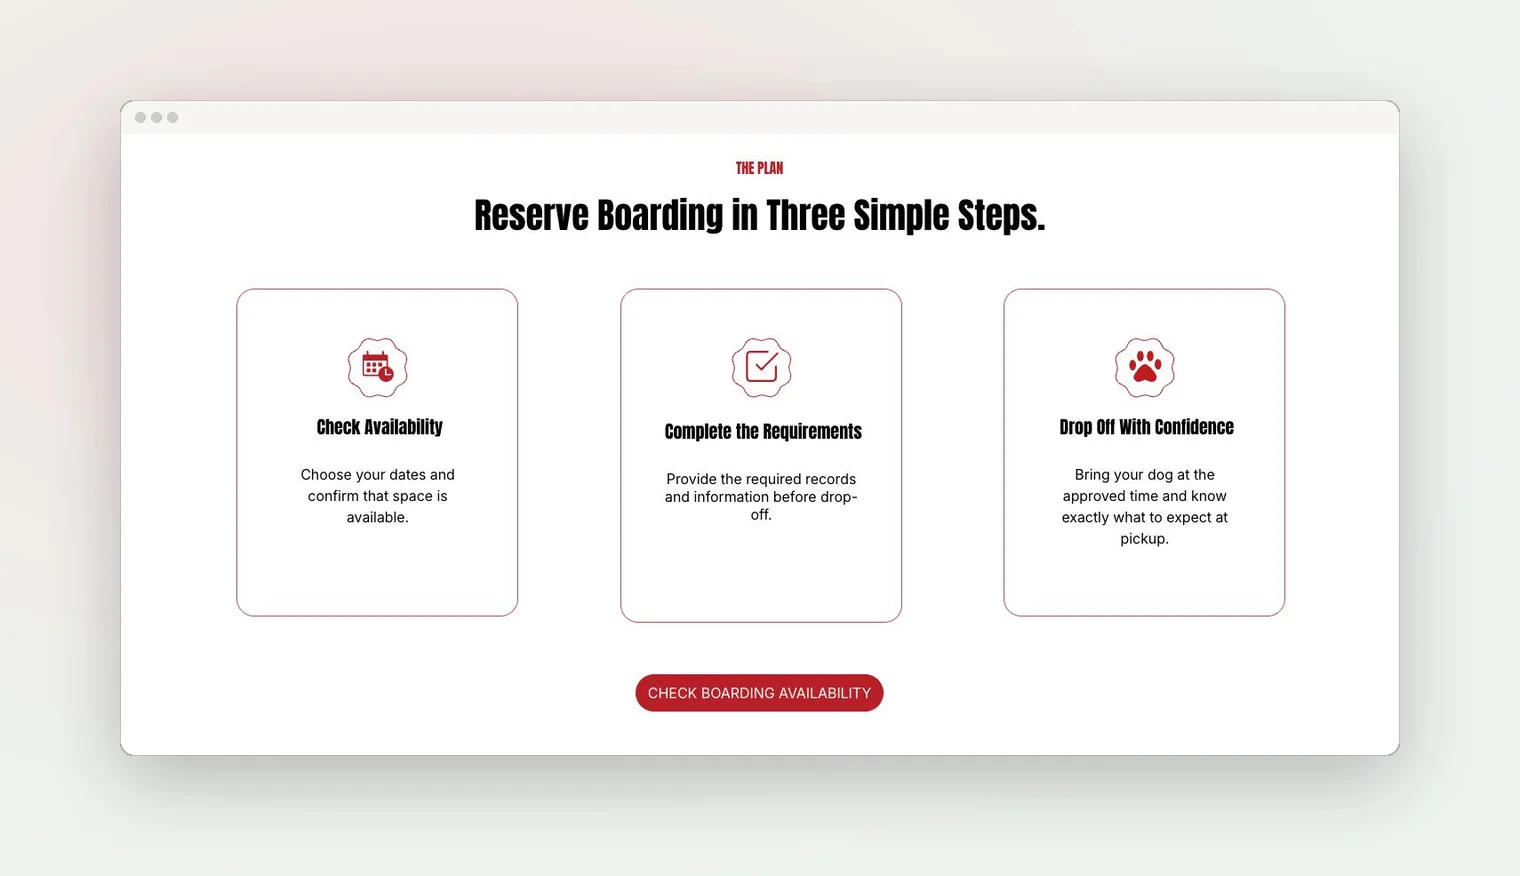 THE PLAN
Reserve Boarding in Three Simple Steps.
Check Availability
Choose your dates and
confirm that space is
available.
Complete the Requirements
Provide the required records
and information before drop-
off.
Drop Off With Confidence
Bring your dog at the
approved time and know
exactly what to expect at
pickup.
CHECK BOARDING AVAILABILITY